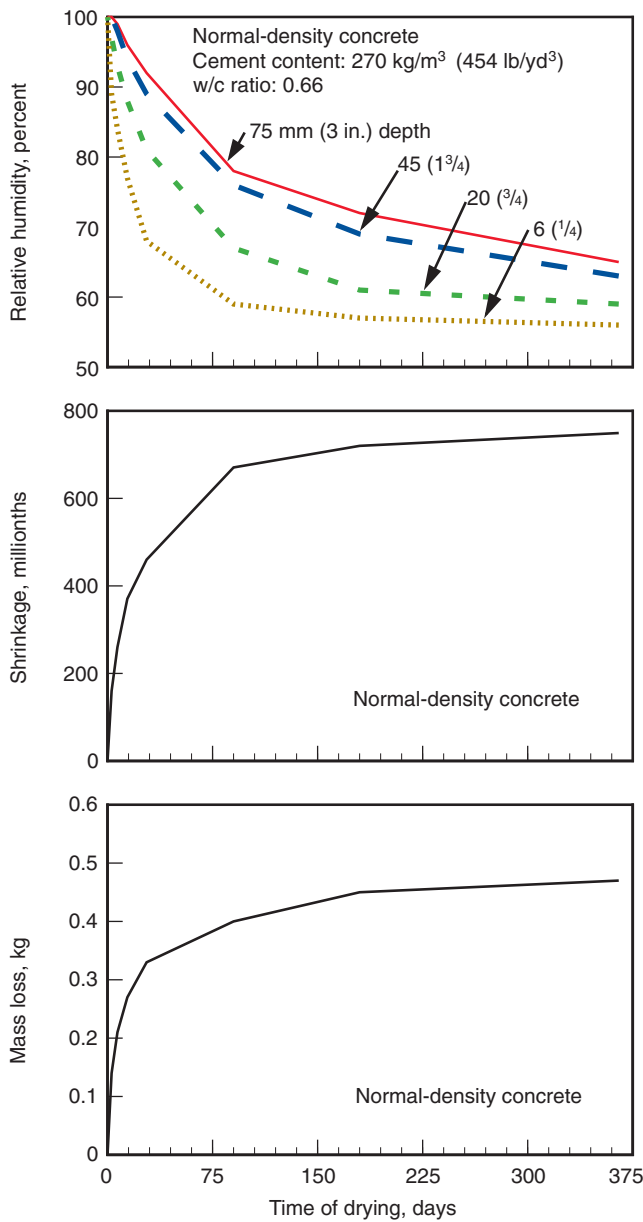 Normal-density concrete
Cement content: 270 kg/m³ (454 lb/yd³)
w/c ratio: 0.66
75 mm (3 in.) depth
45 (1 3/4)
20 (3/4)
6 (1/4)
Relative humidity, percent
100
90
80
70
60
50
Shrinkage, millionths
800
600
400
200
0
Normal-density concrete
Mass loss, kg
0.6
0.5
0.4
0.3
0.2
0.1
0
Normal-density concrete
0 75 150 225 300 375
Time of drying, days